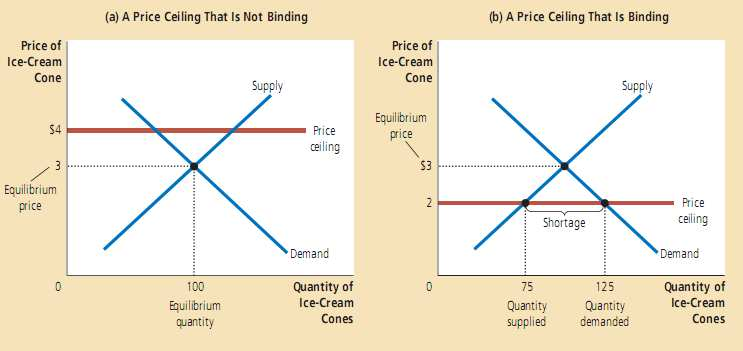 (a) A Price Ceiling That Is Not Binding
Price of
Ice-Cream
Cone
Supply
$4
Price
ceiling
3
Equilibrium
price
Demand
0
100
Equilibrium
quantity
Quantity of
Ice-Cream
Cones
(b) A Price Ceiling That Is Binding
Price of
Ice-Cream
Cone
Supply
Equilibrium
price
$3
2
Shortage
Price
ceiling
Demand
0
75
Quantity
supplied
125
Quantity
demanded
Quantity of
Ice-Cream
Cones